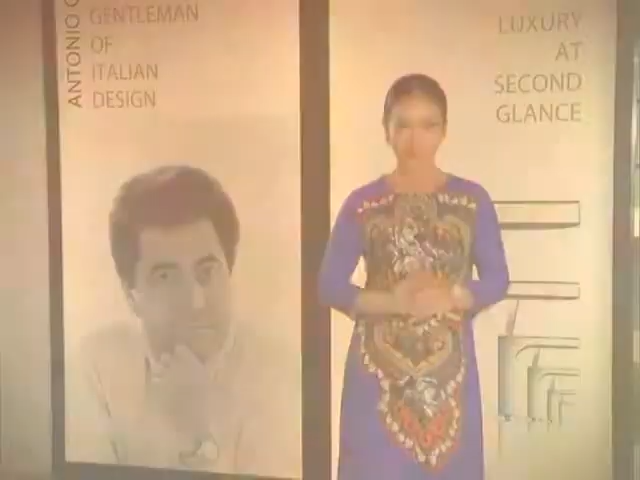 ANTONIO
GENTLEMAN
OF
ITALIAN
DESIGN
LUXURY
AT
SECOND
GLANCE